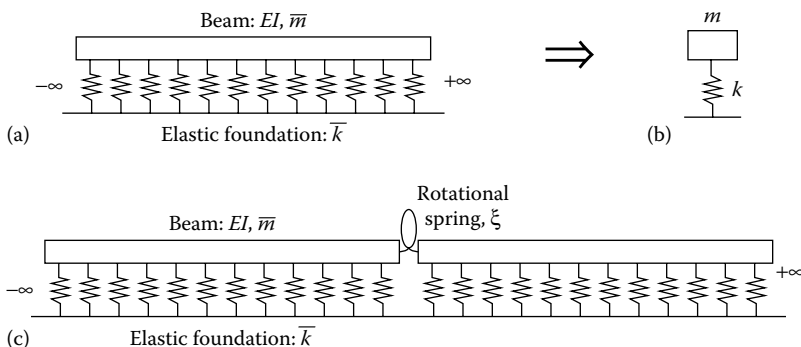 Beam: EI, m̅
m
−∞
+∞
k
Elastic foundation: k̅
(a)
(b)
Rotational
spring, ξ
Beam: EI, m̅
−∞
+∞
Elastic foundation: k̅
(c)